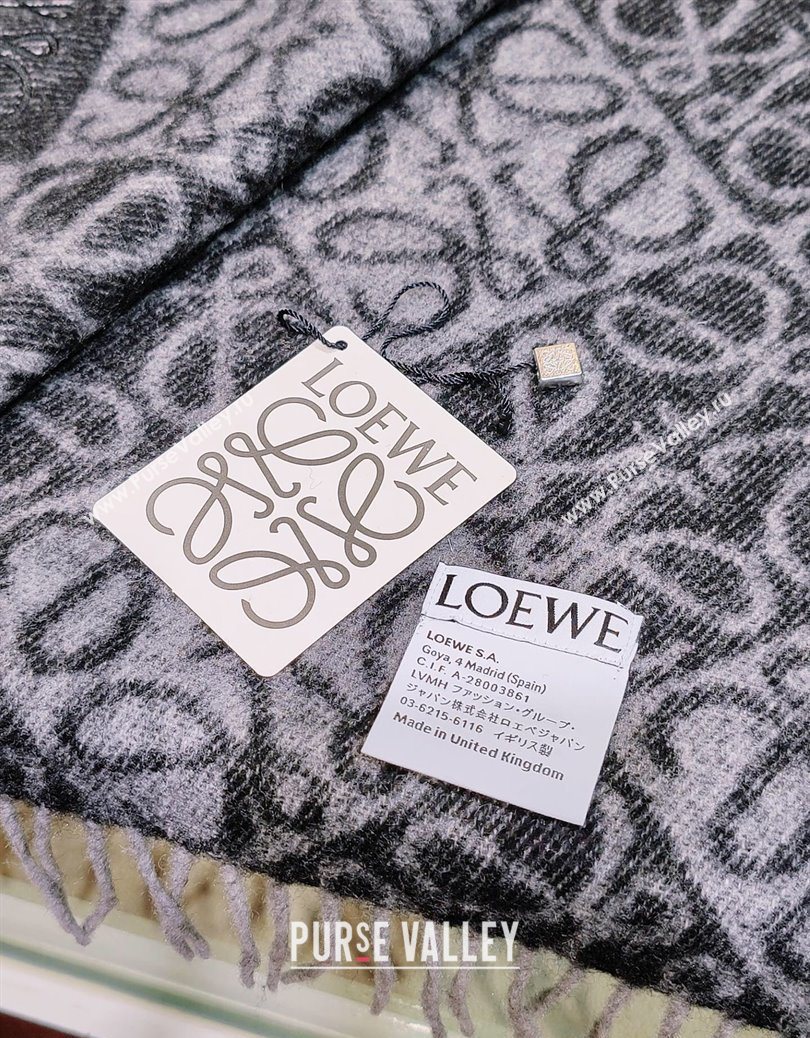 LOEWE
www.PurseValley.ru
www.PurseValley.ru
LOEWE
LOEWE S.A.
Goya, 4 Madrid (Spain)
C.I.F. A-28003861
LVMH ファッション・グループ・
ジャパン株式会社ロエベジャパン
03-6215-6116 イギリス製
Made in United Kingdom
PURSE VALLEY